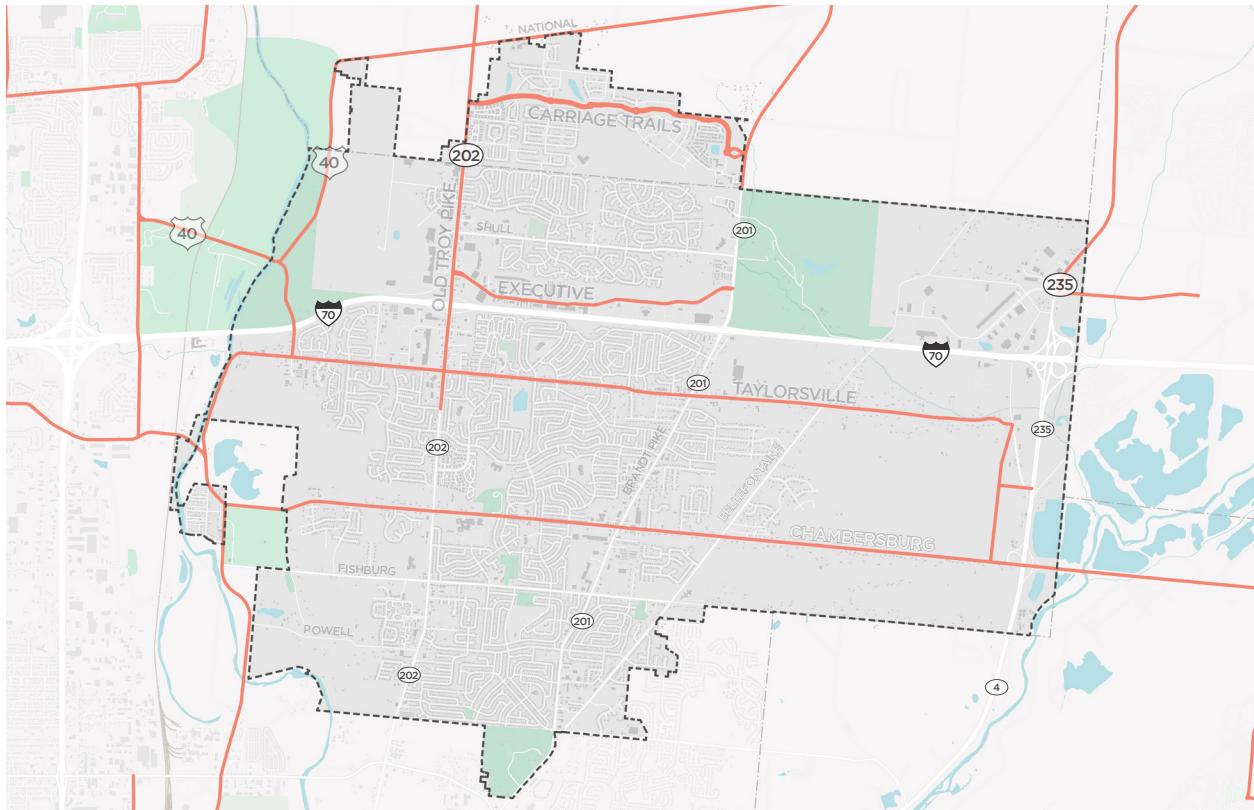 NATIONAL
CARRIAGE TRAILS
202
40
40
OLD TROY PIKE
SHULL
201
EXECUTIVE
235
70
70
201
TAYLORSVILLE
202
BRANDT PIKE
BELLEFONTAINE
235
CHAMBERSBURG
FISHBURG
POWELL
201
202
4